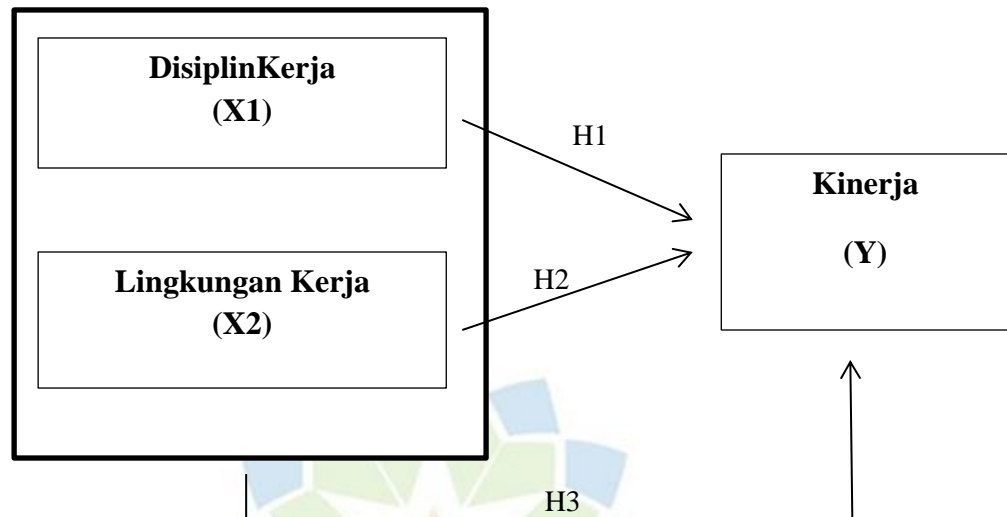 DisiplinKerja
(X1)
H1
Kinerja
(Y)
Lingkungan Kerja
(X2)
H2
H3